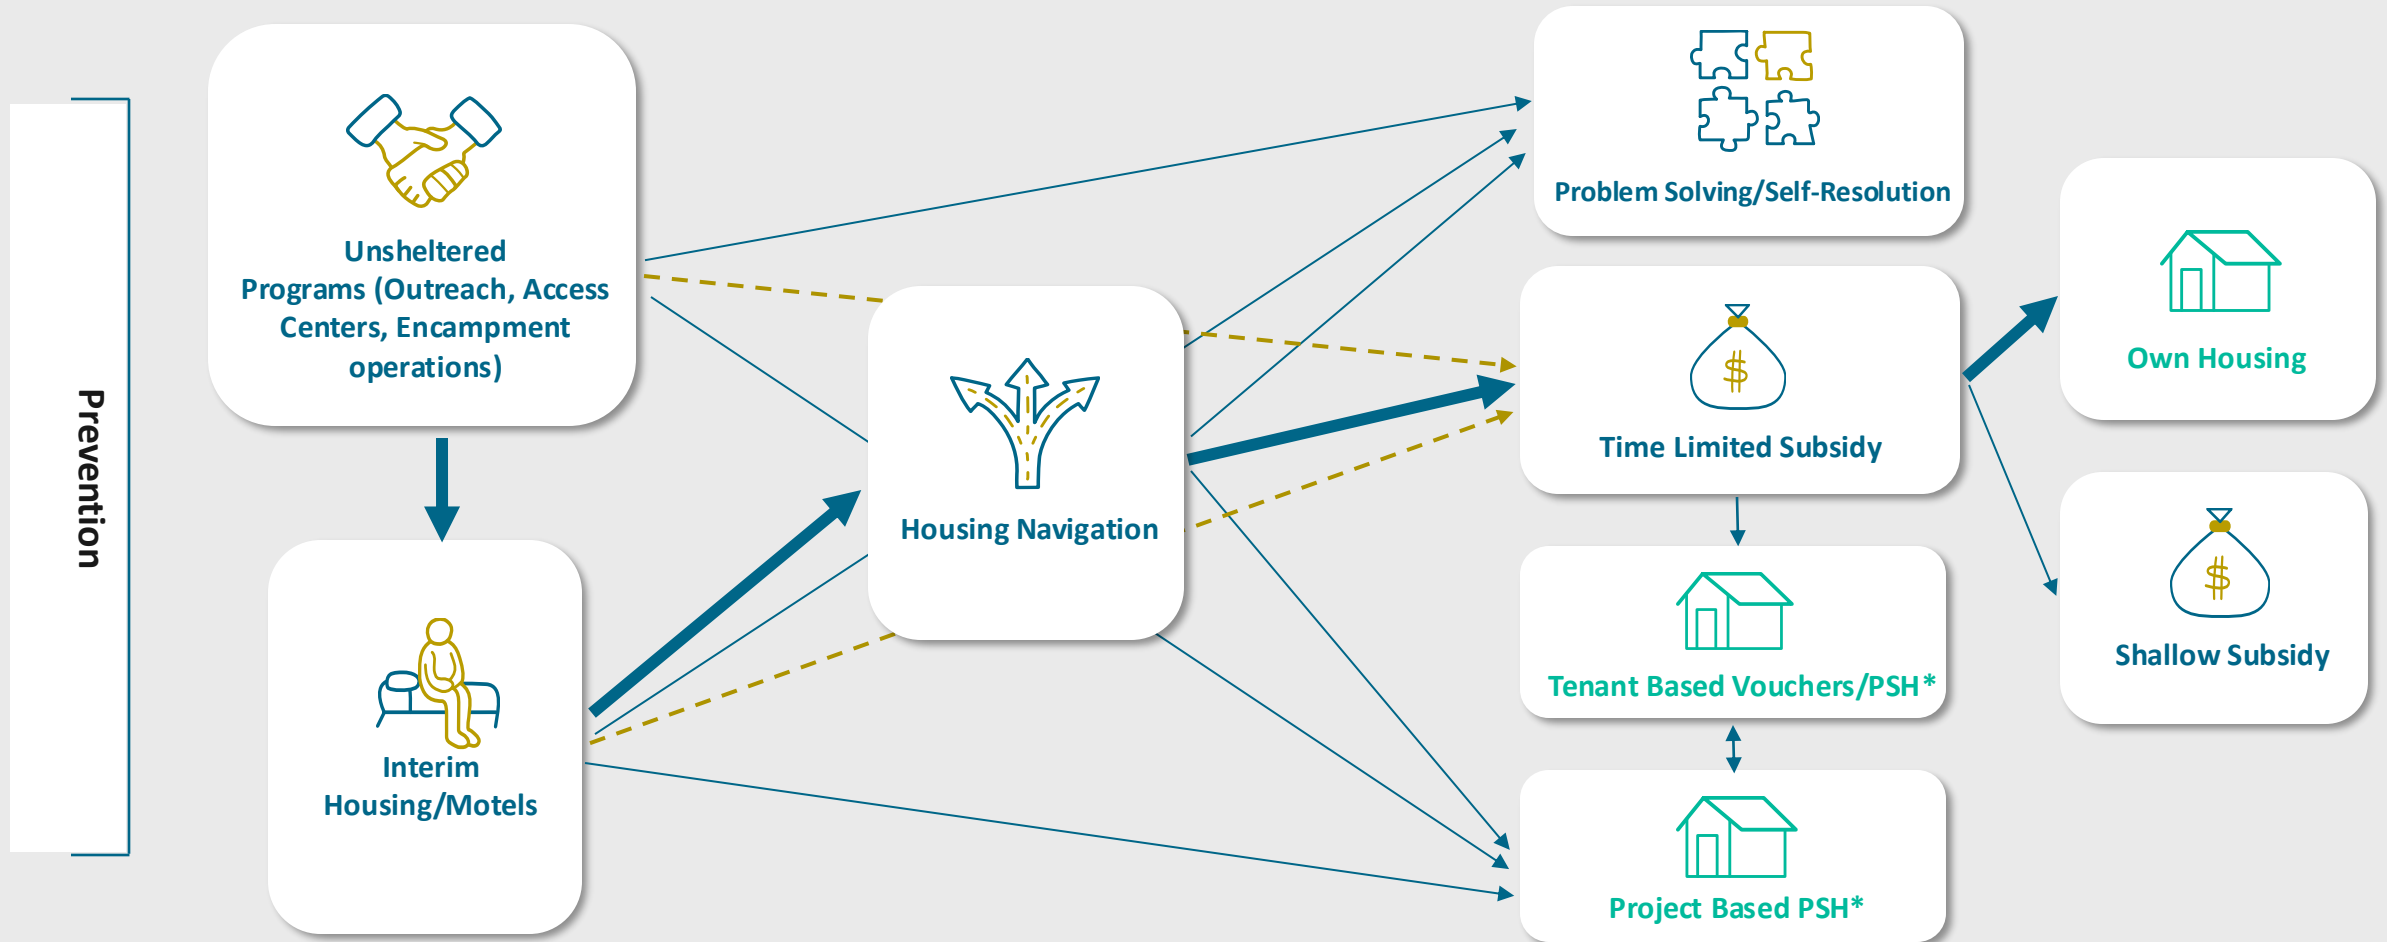 Prevention
Unsheltered
Programs (Outreach, Access
Centers, Encampment
operations)
Interim
Housing/Motels
Housing Navigation
Problem Solving/Self-Resolution
$
Time Limited Subsidy
Tenant Based Vouchers/PSH*
Project Based PSH*
Own Housing
$
Shallow Subsidy